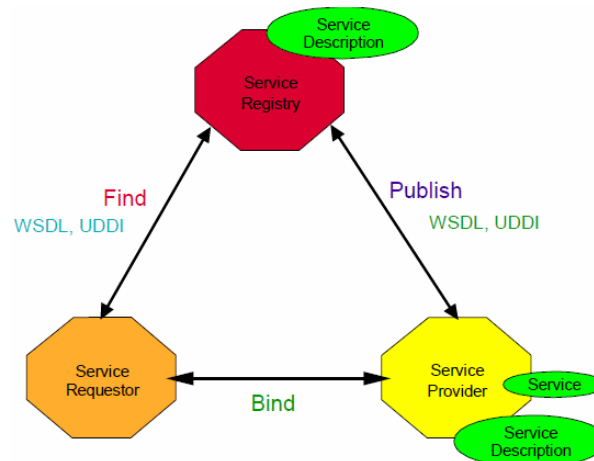 Service
Description
Service
Registry
Find
WSDL, UDDI
Publish
WSDL, UDDI
Service
Requestor
Bind
Service
Provider
Service
Service
Description